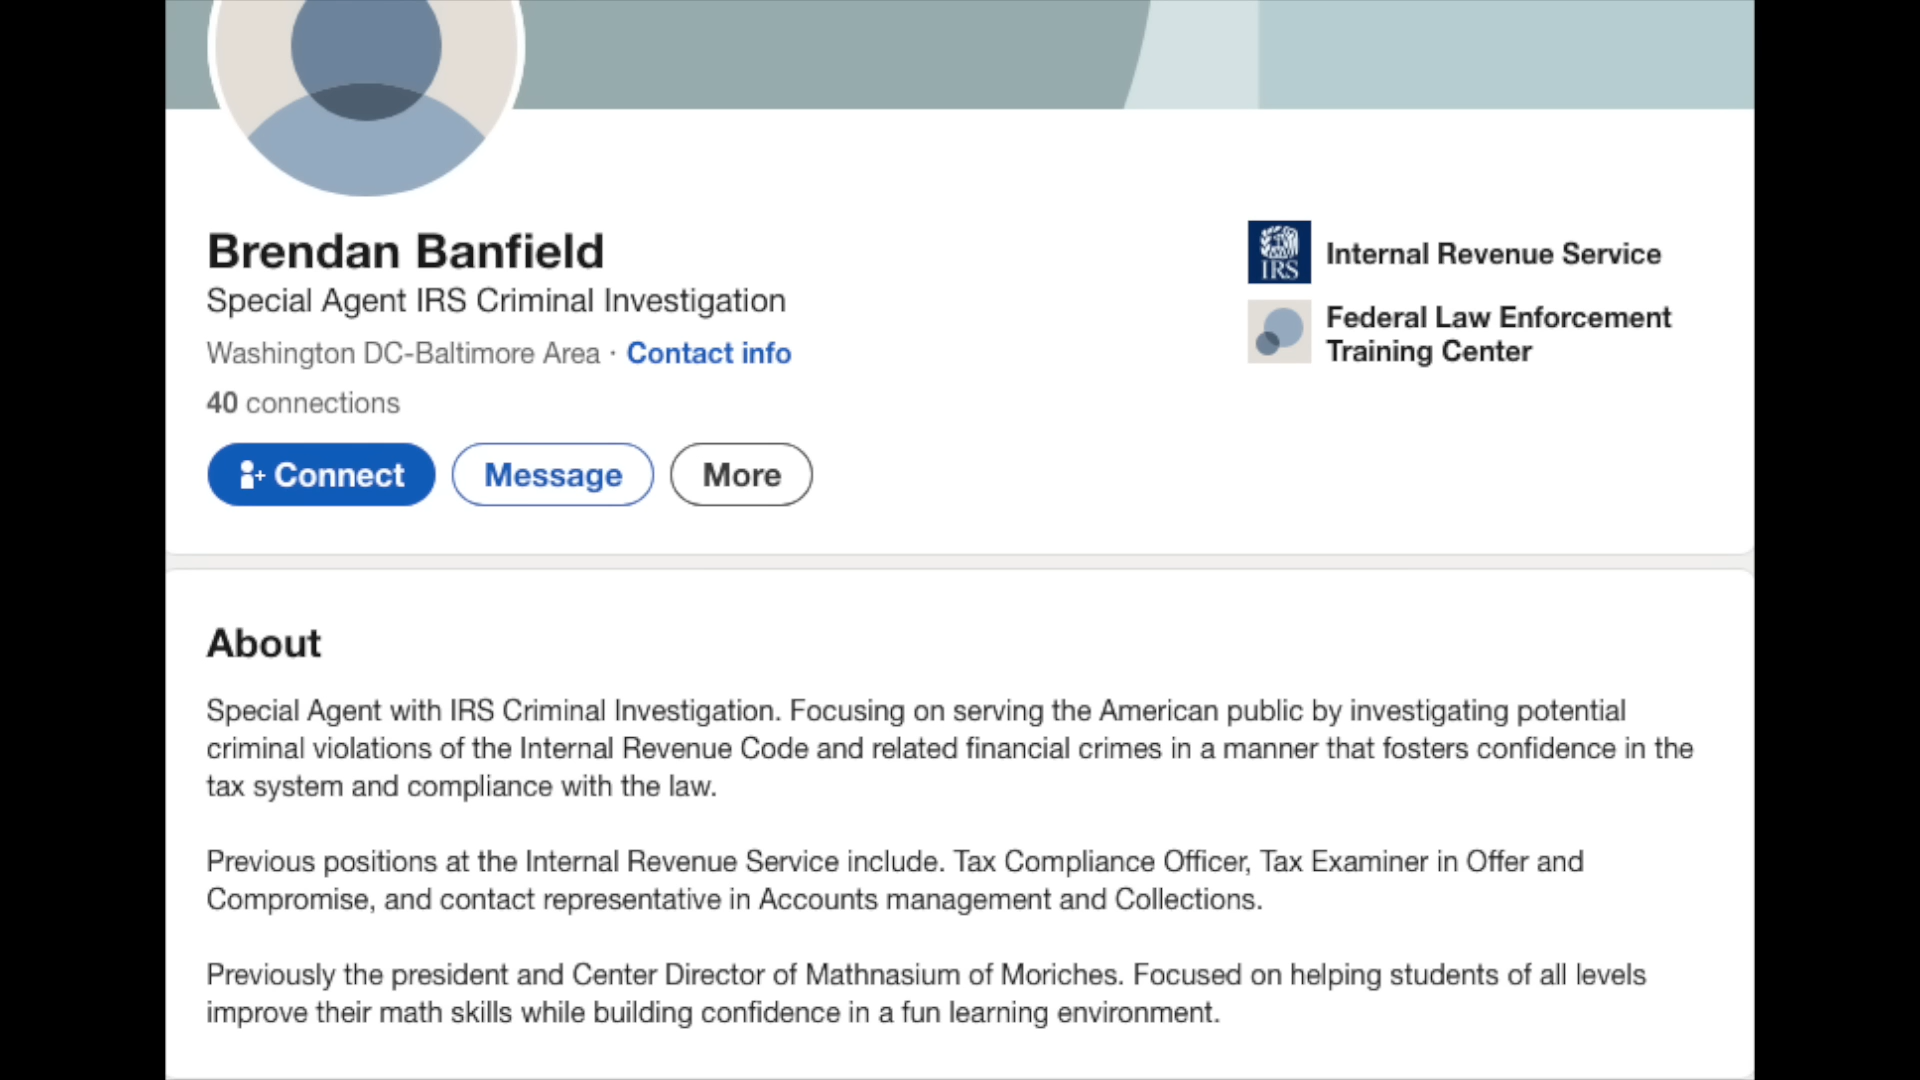 Brendan Banfield
Special Agent IRS Criminal Investigation
Washington DC-Baltimore Area · Contact info
40 connections
Connect
Message
More
IRS
Internal Revenue Service
Federal Law Enforcement
Training Center
About
Special Agent with IRS Criminal Investigation. Focusing on serving the American public by investigating potential
criminal violations of the Internal Revenue Code and related financial crimes in a manner that fosters confidence in the
tax system and compliance with the law.
Previous positions at the Internal Revenue Service include. Tax Compliance Officer, Tax Examiner in Offer and
Compromise, and contact representative in Accounts management and Collections.
Previously the president and Center Director of Mathnasium of Moriches. Focused on helping students of all levels
improve their math skills while building confidence in a fun learning environment.